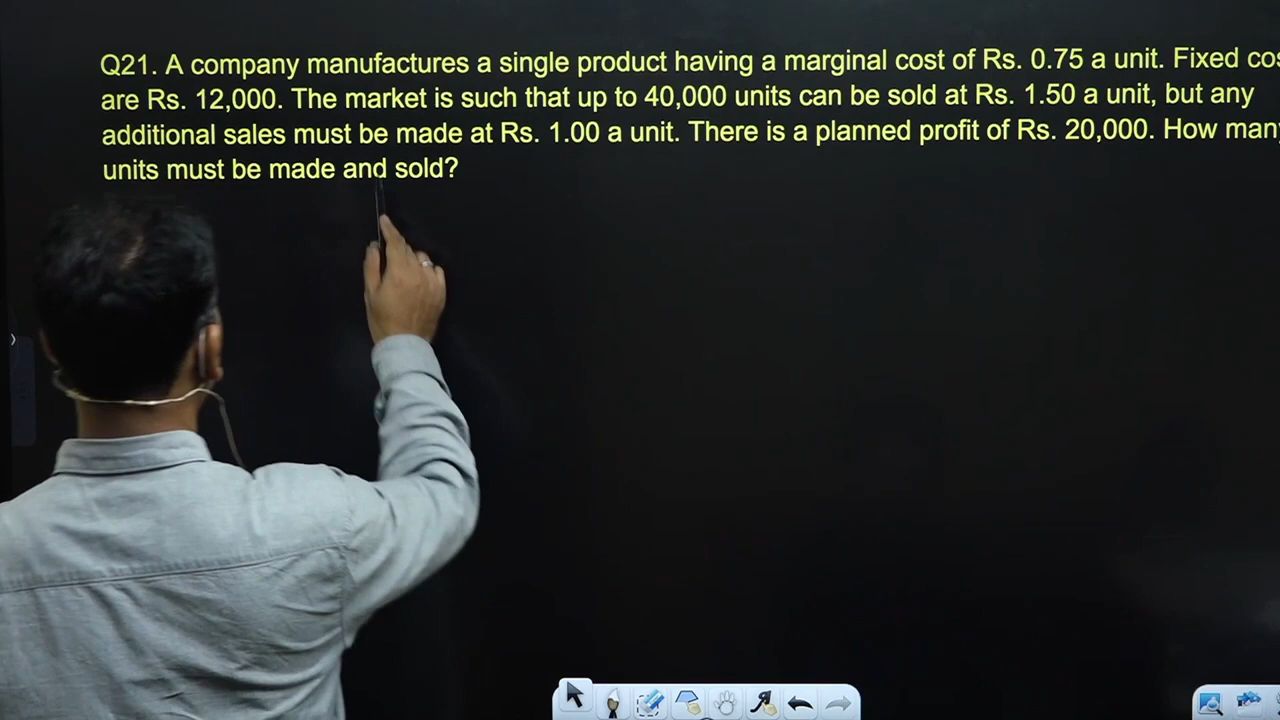 Q21. A company manufactures a single product having a marginal cost of Rs. 0.75 a unit. Fixed
are Rs. 12,000. The market is such that up to 40,000 units can be sold at Rs. 1.50 a unit, but any
additional sales must be made at Rs. 1.00 a unit. There is a planned profit of Rs. 20,000. How many
units must be made and sold?